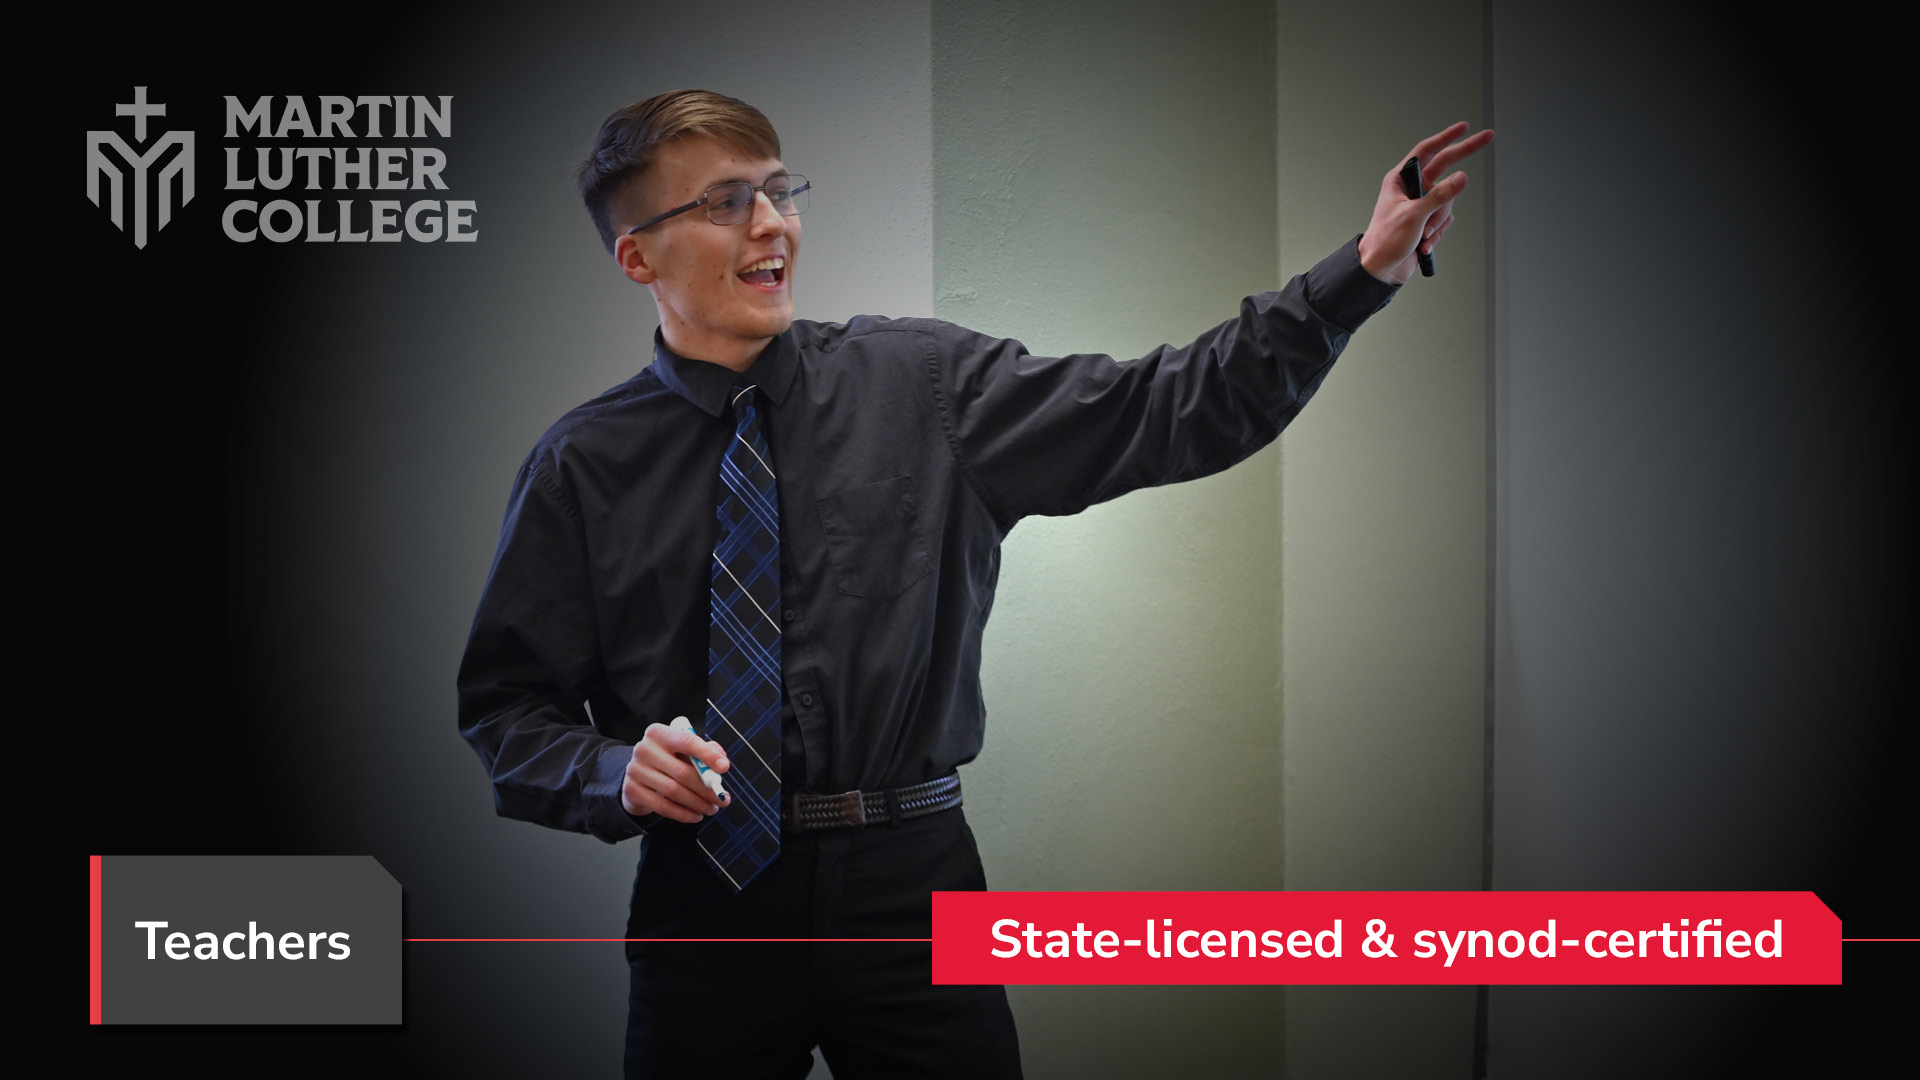 MARTIN
LUTHER
COLLEGE
Teachers
State-licensed & synod-certified